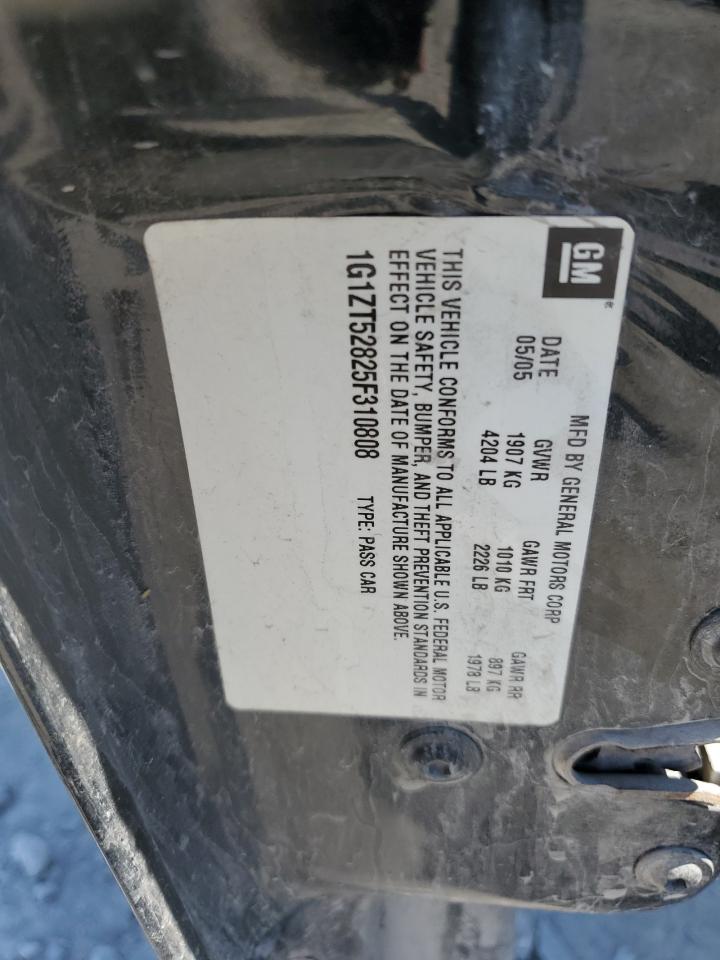 GM
MFD BY GENERAL MOTORS CORP
DATE GVWR GAWR FRT GAWR RR
05/05 1907 KG 1010 KG 897 KG
4204 LB 2226 LB 1978 LB
THIS VEHICLE CONFORMS TO ALL APPLICABLE U.S. FEDERAL MOTOR
VEHICLE SAFETY, BUMPER, AND THEFT PREVENTION STANDARDS IN
EFFECT ON THE DATE OF MANUFACTURE SHOWN ABOVE.
1G1ZT52825F310808 TYPE: PASS CAR